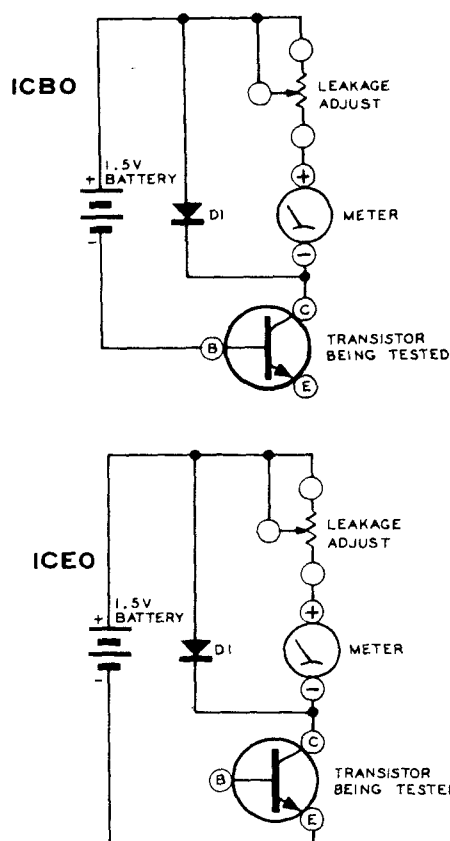 ICBO
LEAKAGE
ADJUST
1.5V
BATTERY
+
-
D1
+
METER
-
C
B
E
TRANSISTOR
BEING TESTED
ICEO
LEAKAGE
ADJUST
1.5V
BATTERY
+
-
D1
+
METER
-
C
B
E
TRANSISTOR
BEING TESTED